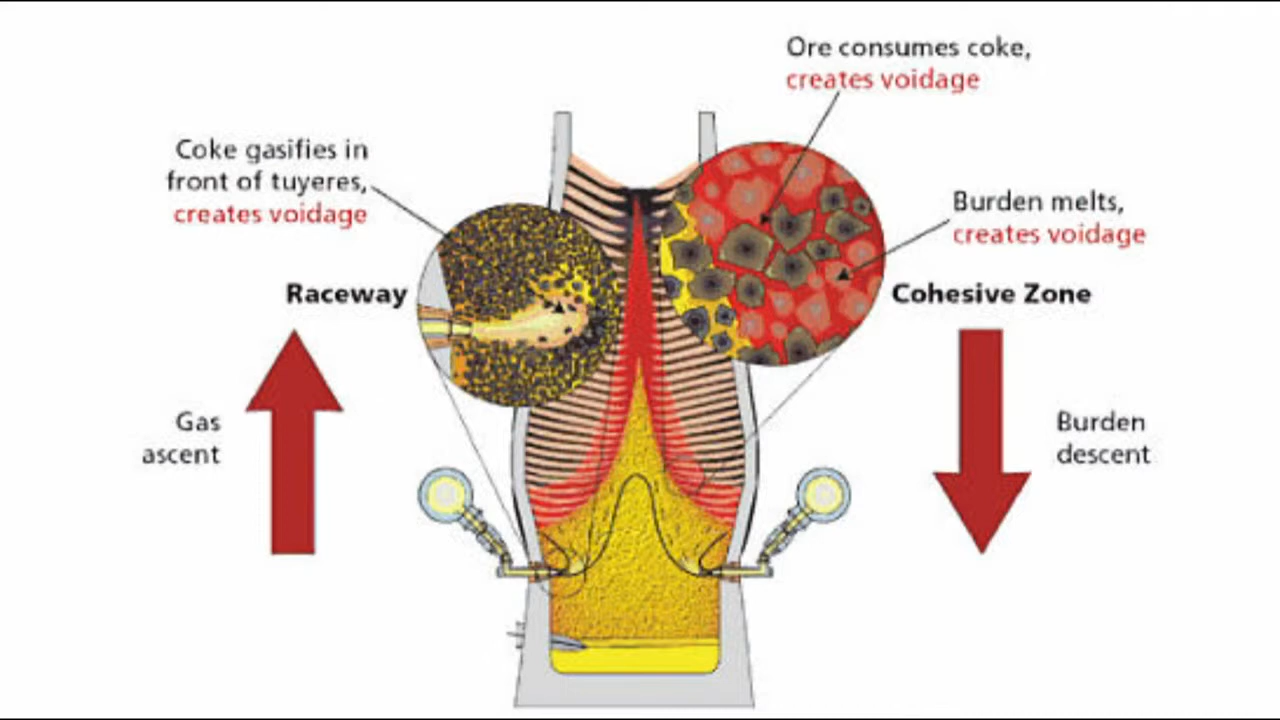 Ore consumes coke,
creates voidage
Coke gasifies in
front of tuyeres,
creates voidage
Burden melts,
creates voidage
Raceway
Cohesive Zone
Gas
ascent
Burden
descent